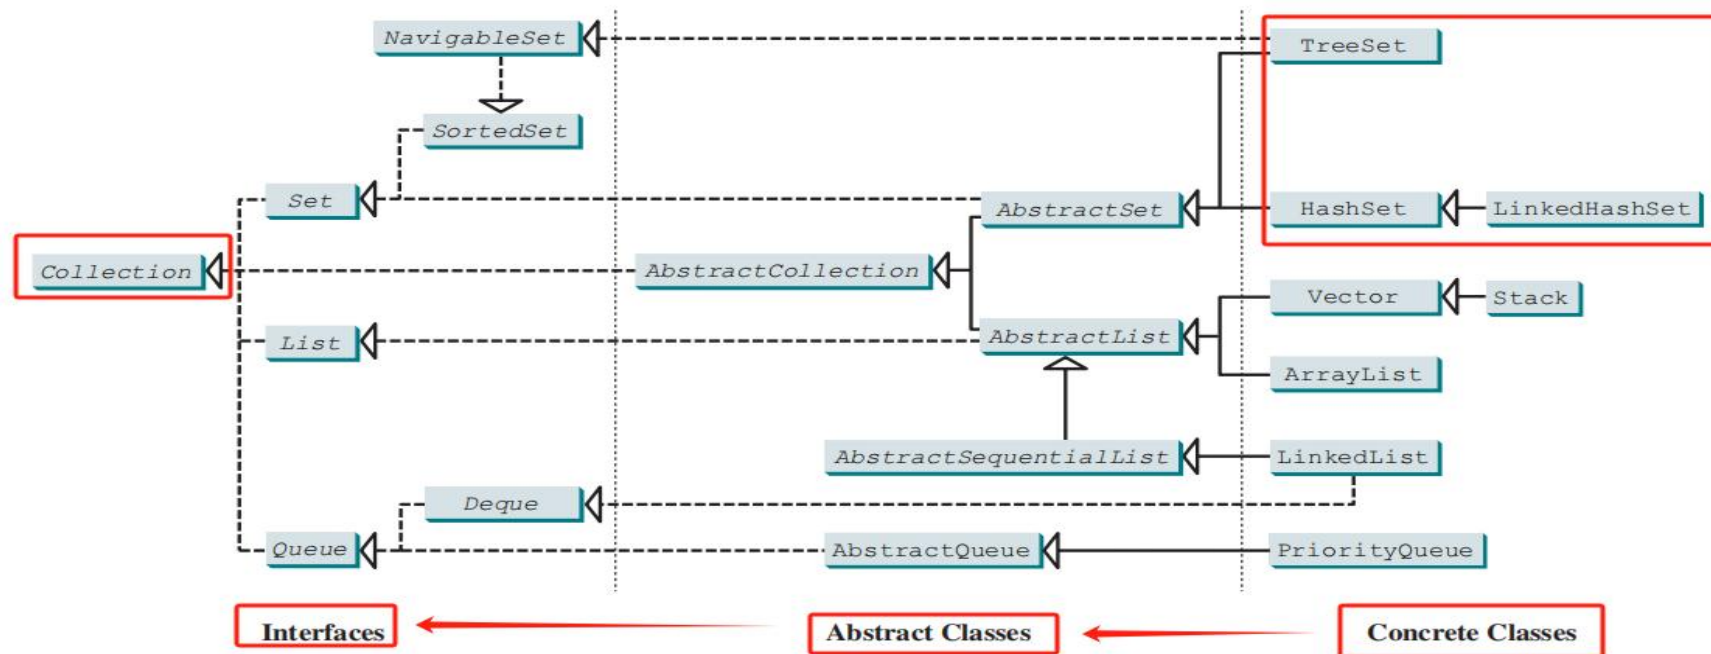 NavigableSet
TreeSet
SortedSet
Set
AbstractSet
HashSet
LinkedHashSet
Collection
AbstractCollection
Vector
Stack
List
AbstractList
ArrayList
AbstractSequentialList
LinkedList
Deque
Queue
AbstractQueue
PriorityQueue
Interfaces
Abstract Classes
Concrete Classes